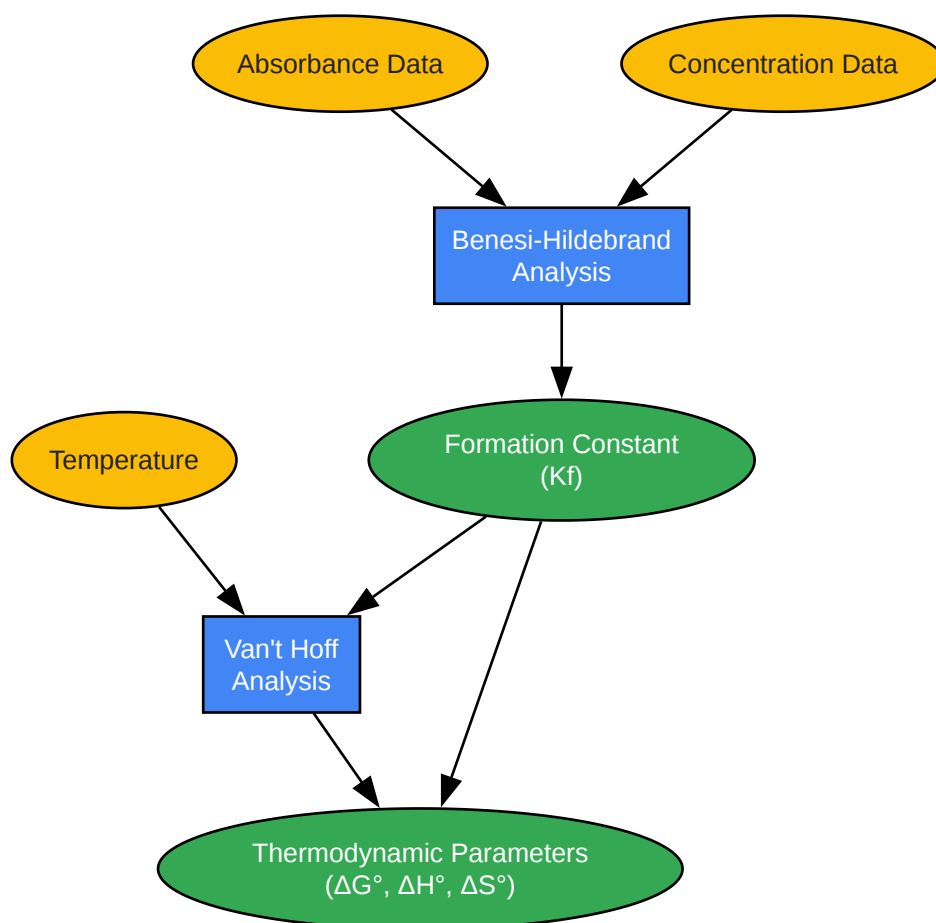 Absorbance Data
Concentration Data
Benesi-Hildebrand
Analysis
Formation Constant
(Kf)
Temperature
Van't Hoff
Analysis
Thermodynamic Parameters
(ΔG°, ΔH°, ΔS°)